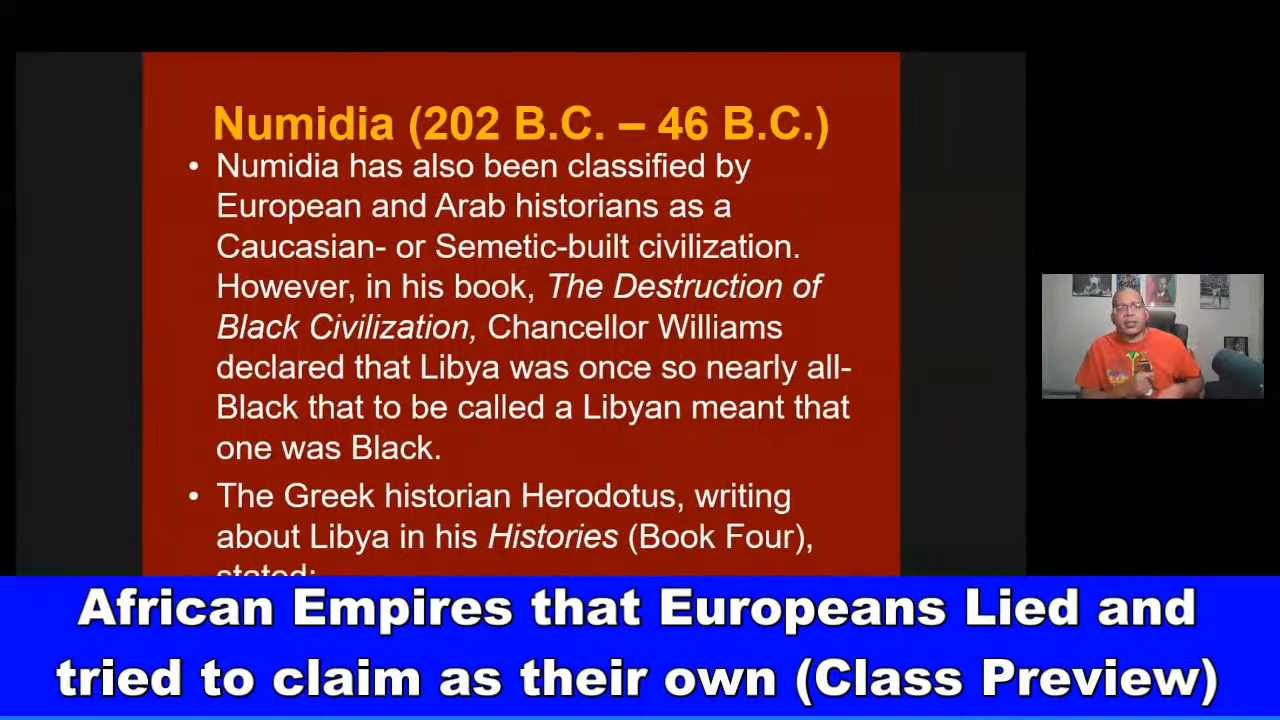 Numidia (202 B.C. – 46 B.C.)
• Numidia has also been classified by
European and Arab historians as a
Caucasian- or Semetic-built civilization.
However, in his book, The Destruction of
Black Civilization, Chancellor Williams
declared that Libya was once so nearly all-
Black that to be called a Libyan meant that
one was Black.
• The Greek historian Herodotus, writing
about Libya in his Histories (Book Four),
stated:
African Empires that Europeans Lied and
tried to claim as their own (Class Preview)